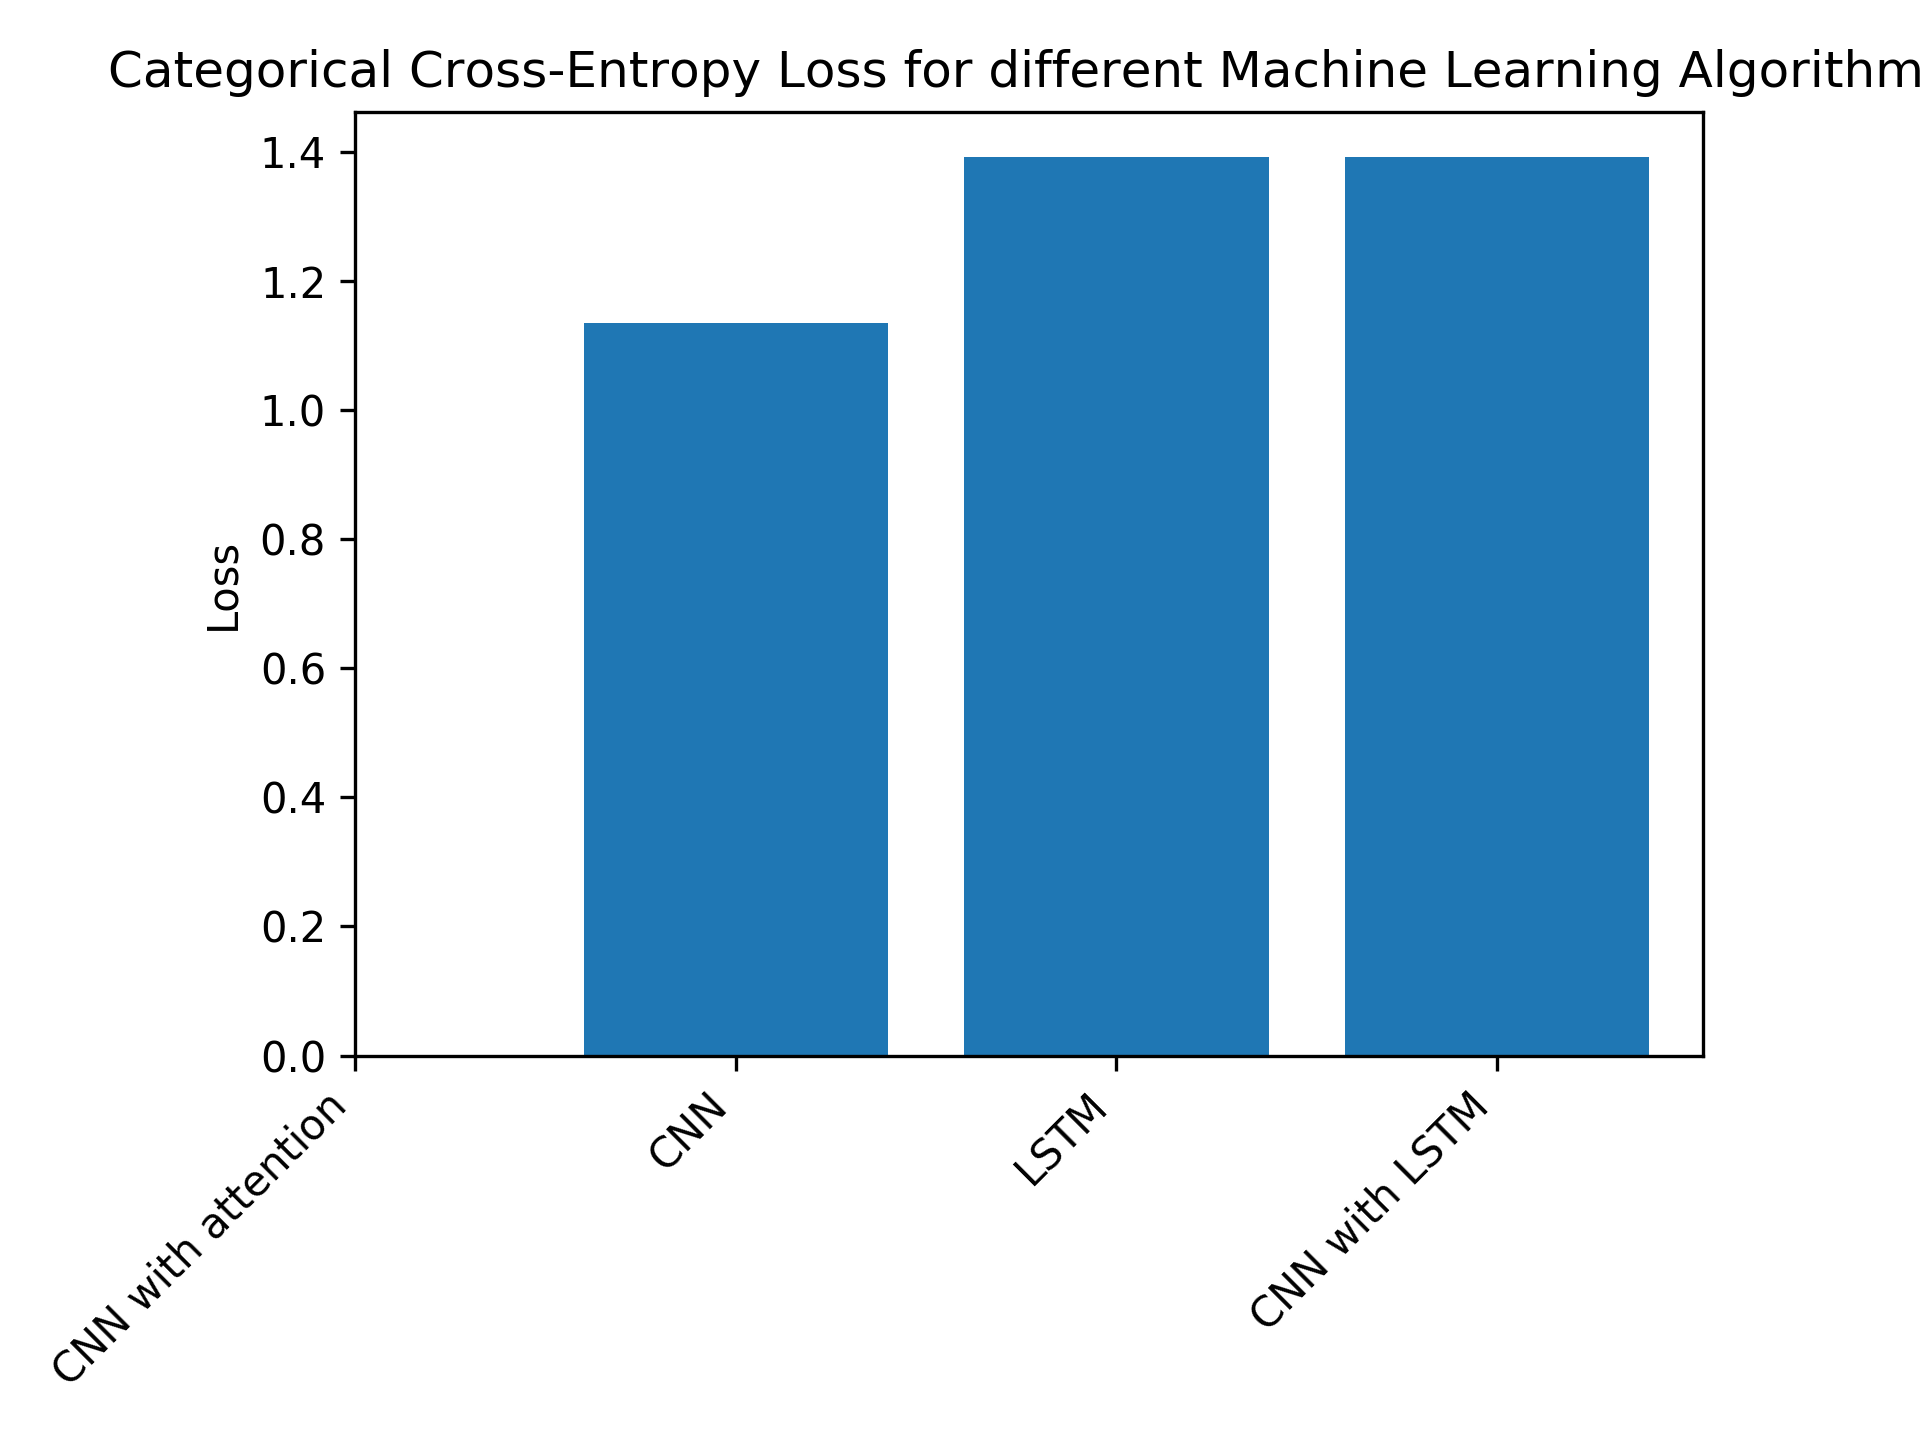 Categorical Cross-Entropy Loss for different Machine Learning Algorithm
Loss
1.4
1.2
1.0
0.8
0.6
0.4
0.2
0.0
CNN with attention
CNN
LSTM
CNN with LSTM